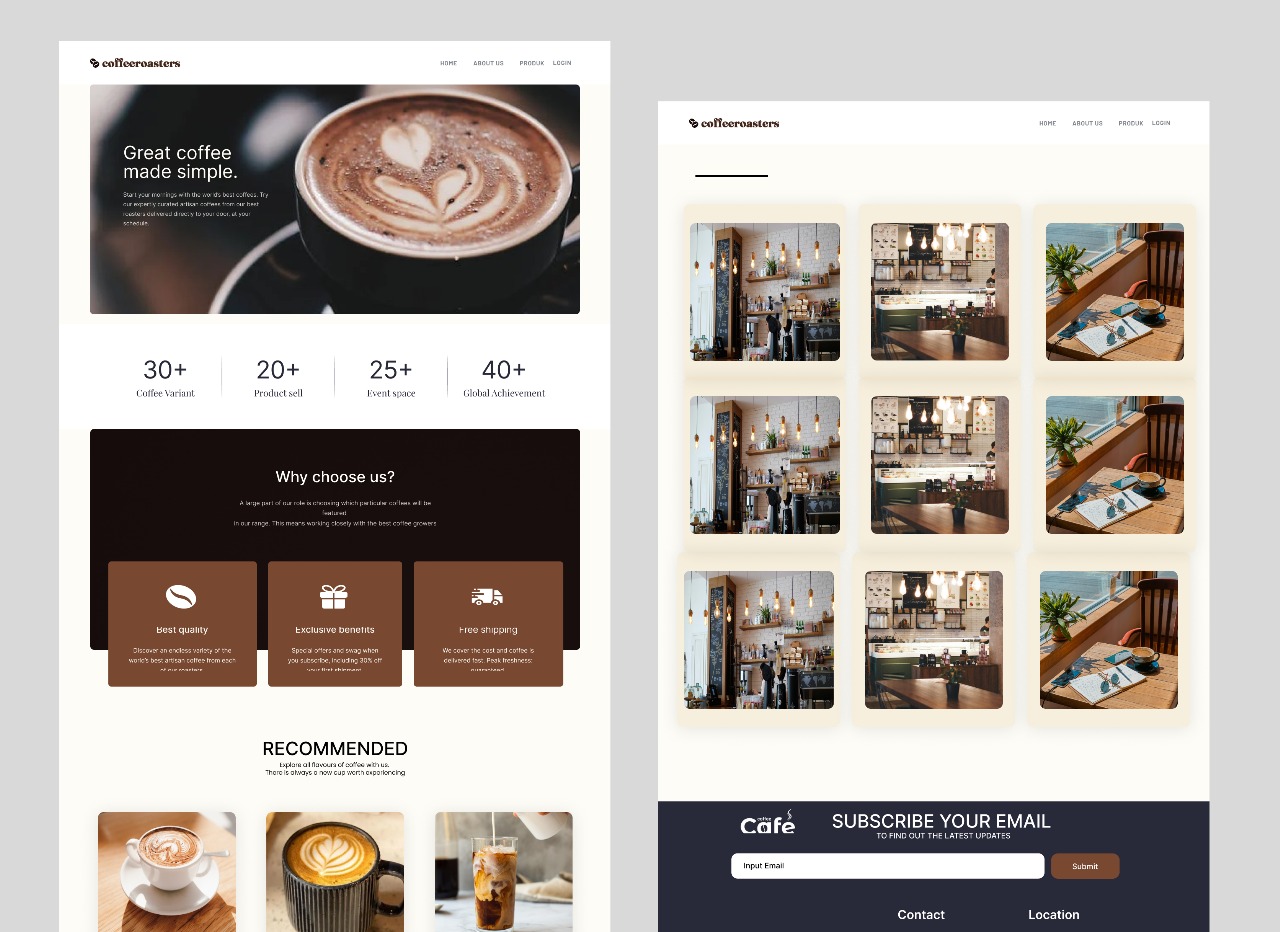 coffeeroasters
HOME ABOUT US PRODUK LOGIN
Great coffee
made simple.
Start your mornings with the world's best coffees. Try
our expertly curated artisan coffees from our best
roasters delivered directly to your door, at your
schedule.
30+ 20+ 25+ 40+
Coffee Variant Product sell Event space Global Achievement
Why choose us?
A large part of our role is choosing which particular coffees will be
featured
in our range. This means working closely with the best coffee growers
Best quality
Discover an endless variety of the
world's best artisan coffee from each
of our roasters.
Exclusive benefits
Special offers and swag when
you subscribe, including 30% off
your first shipment.
Free shipping
We cover the cost and coffee is
delivered fast. Peak freshness:
guaranteed.
RECOMMENDED
Explore all flavours of coffee with us.
There is always a new cup worth experiencing
coffeeroasters
HOME ABOUT US PRODUK LOGIN
coffee
Cafe
SUBSCRIBE YOUR EMAIL
TO FIND OUT THE LATEST UPDATES
Input Email
Submit
Contact Location